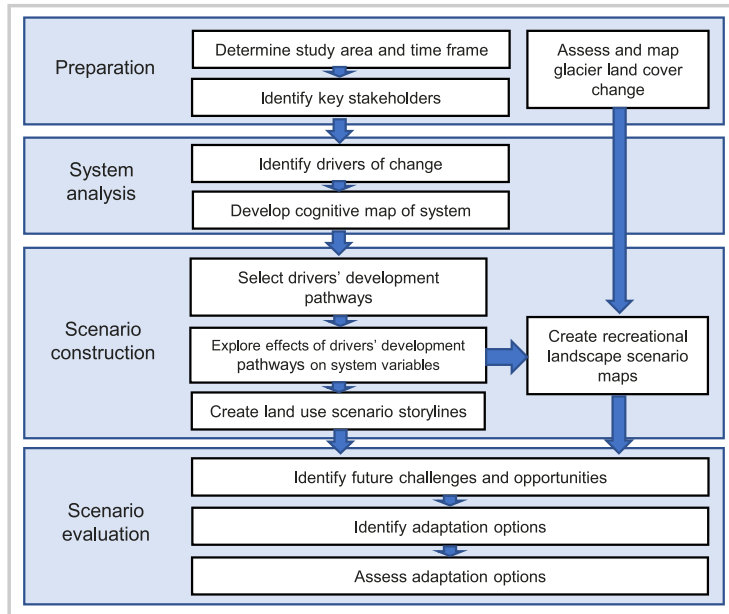 Preparation
Determine study area and time frame
Identify key stakeholders
Assess and map
glacier land cover
change
System
analysis
Identify drivers of change
Develop cognitive map of system
Scenario
construction
Select drivers’ development
pathways
Explore effects of drivers’ development
pathways on system variables
Create land use scenario storylines
Create recreational
landscape scenario
maps
Scenario
evaluation
Identify future challenges and opportunities
Identify adaptation options
Assess adaptation options